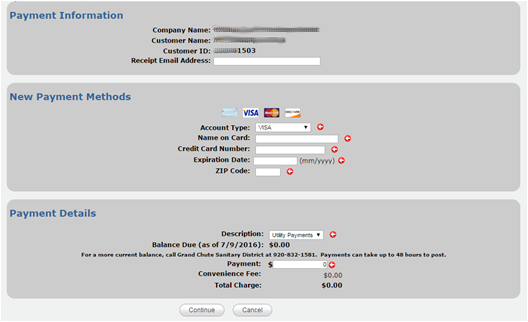 Payment Information
Company Name:
Customer Name:
Customer ID: 1503
Receipt Email Address:
New Payment Methods
VISA
Account Type: VISA
Name on Card:
Credit Card Number:
Expiration Date: (mm/yyyy)
ZIP Code:
Payment Details
Description: Utility Payments
Balance Due (as of 7/9/2016): $0.00
For a more current balance, call Grand Chute Sanitary District at 920-832-1581. Payments can take up to 48 hours to post.
Payment: $ 0
Convenience Fee: $0.00
Total Charge: $0.00
Continue Cancel